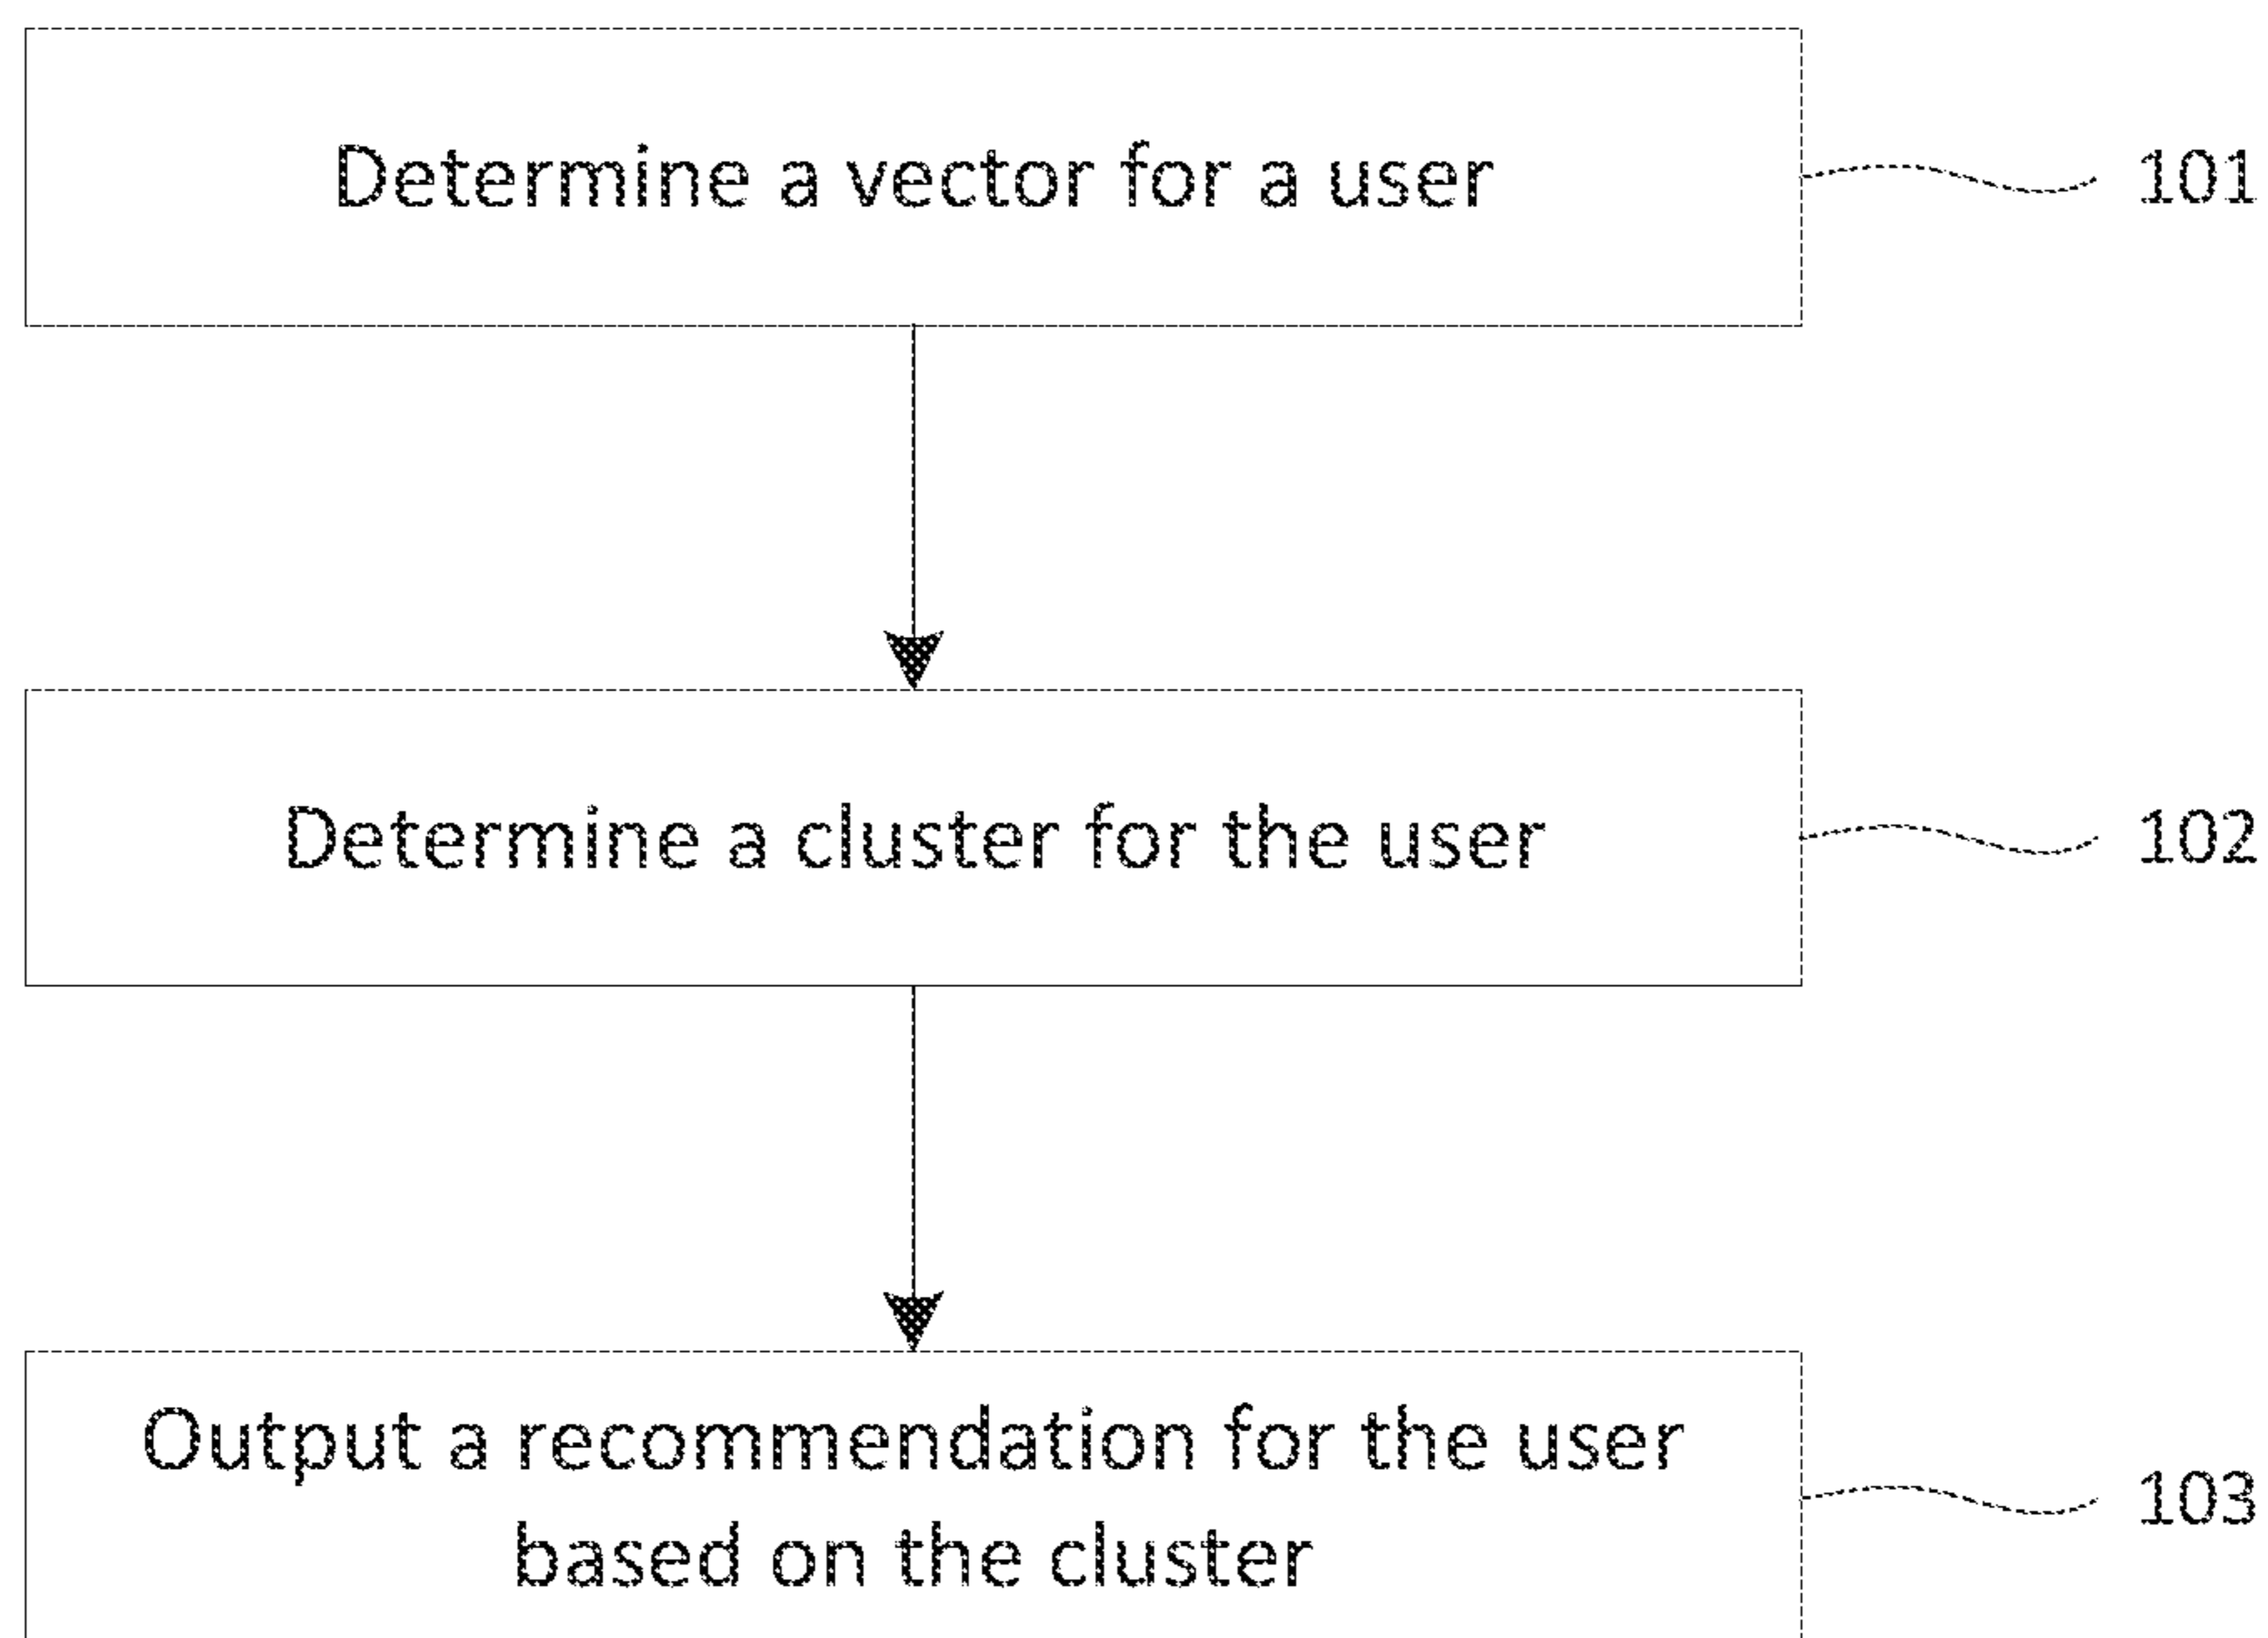 Determine a vector for a user
101
Determine a cluster for the user
102
Output a recommendation for the user
based on the cluster
103